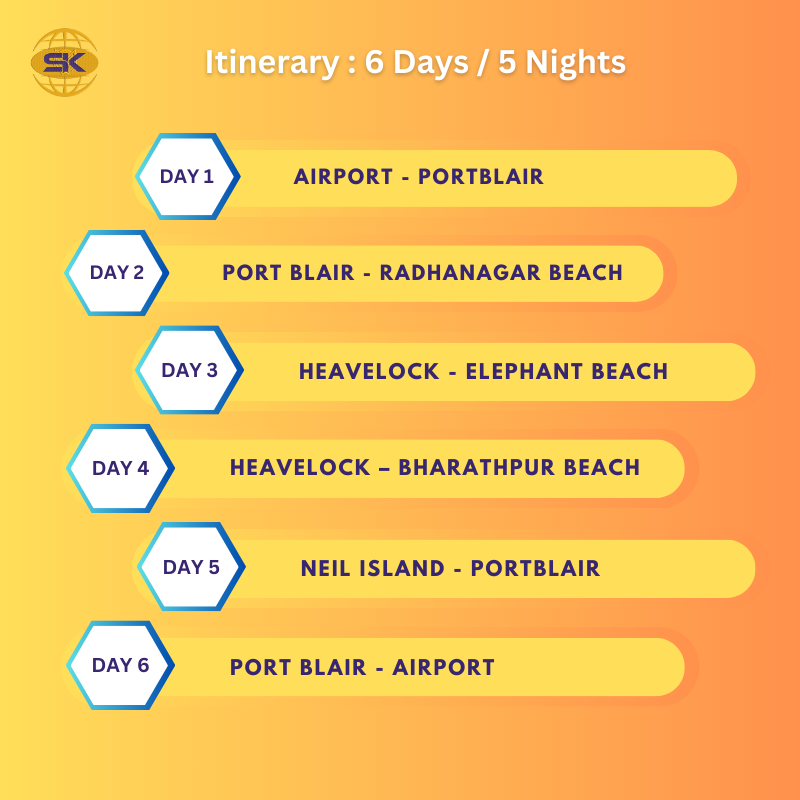 SK
Itinerary : 6 Days / 5 Nights
DAY 1
AIRPORT - PORTBLAIR
DAY 2
PORT BLAIR - RADHANAGAR BEACH
DAY 3
HEAVELOCK - ELEPHANT BEACH
DAY 4
HEAVELOCK – BHARATHPUR BEACH
DAY 5
NEIL ISLAND - PORTBLAIR
DAY 6
PORT BLAIR - AIRPORT